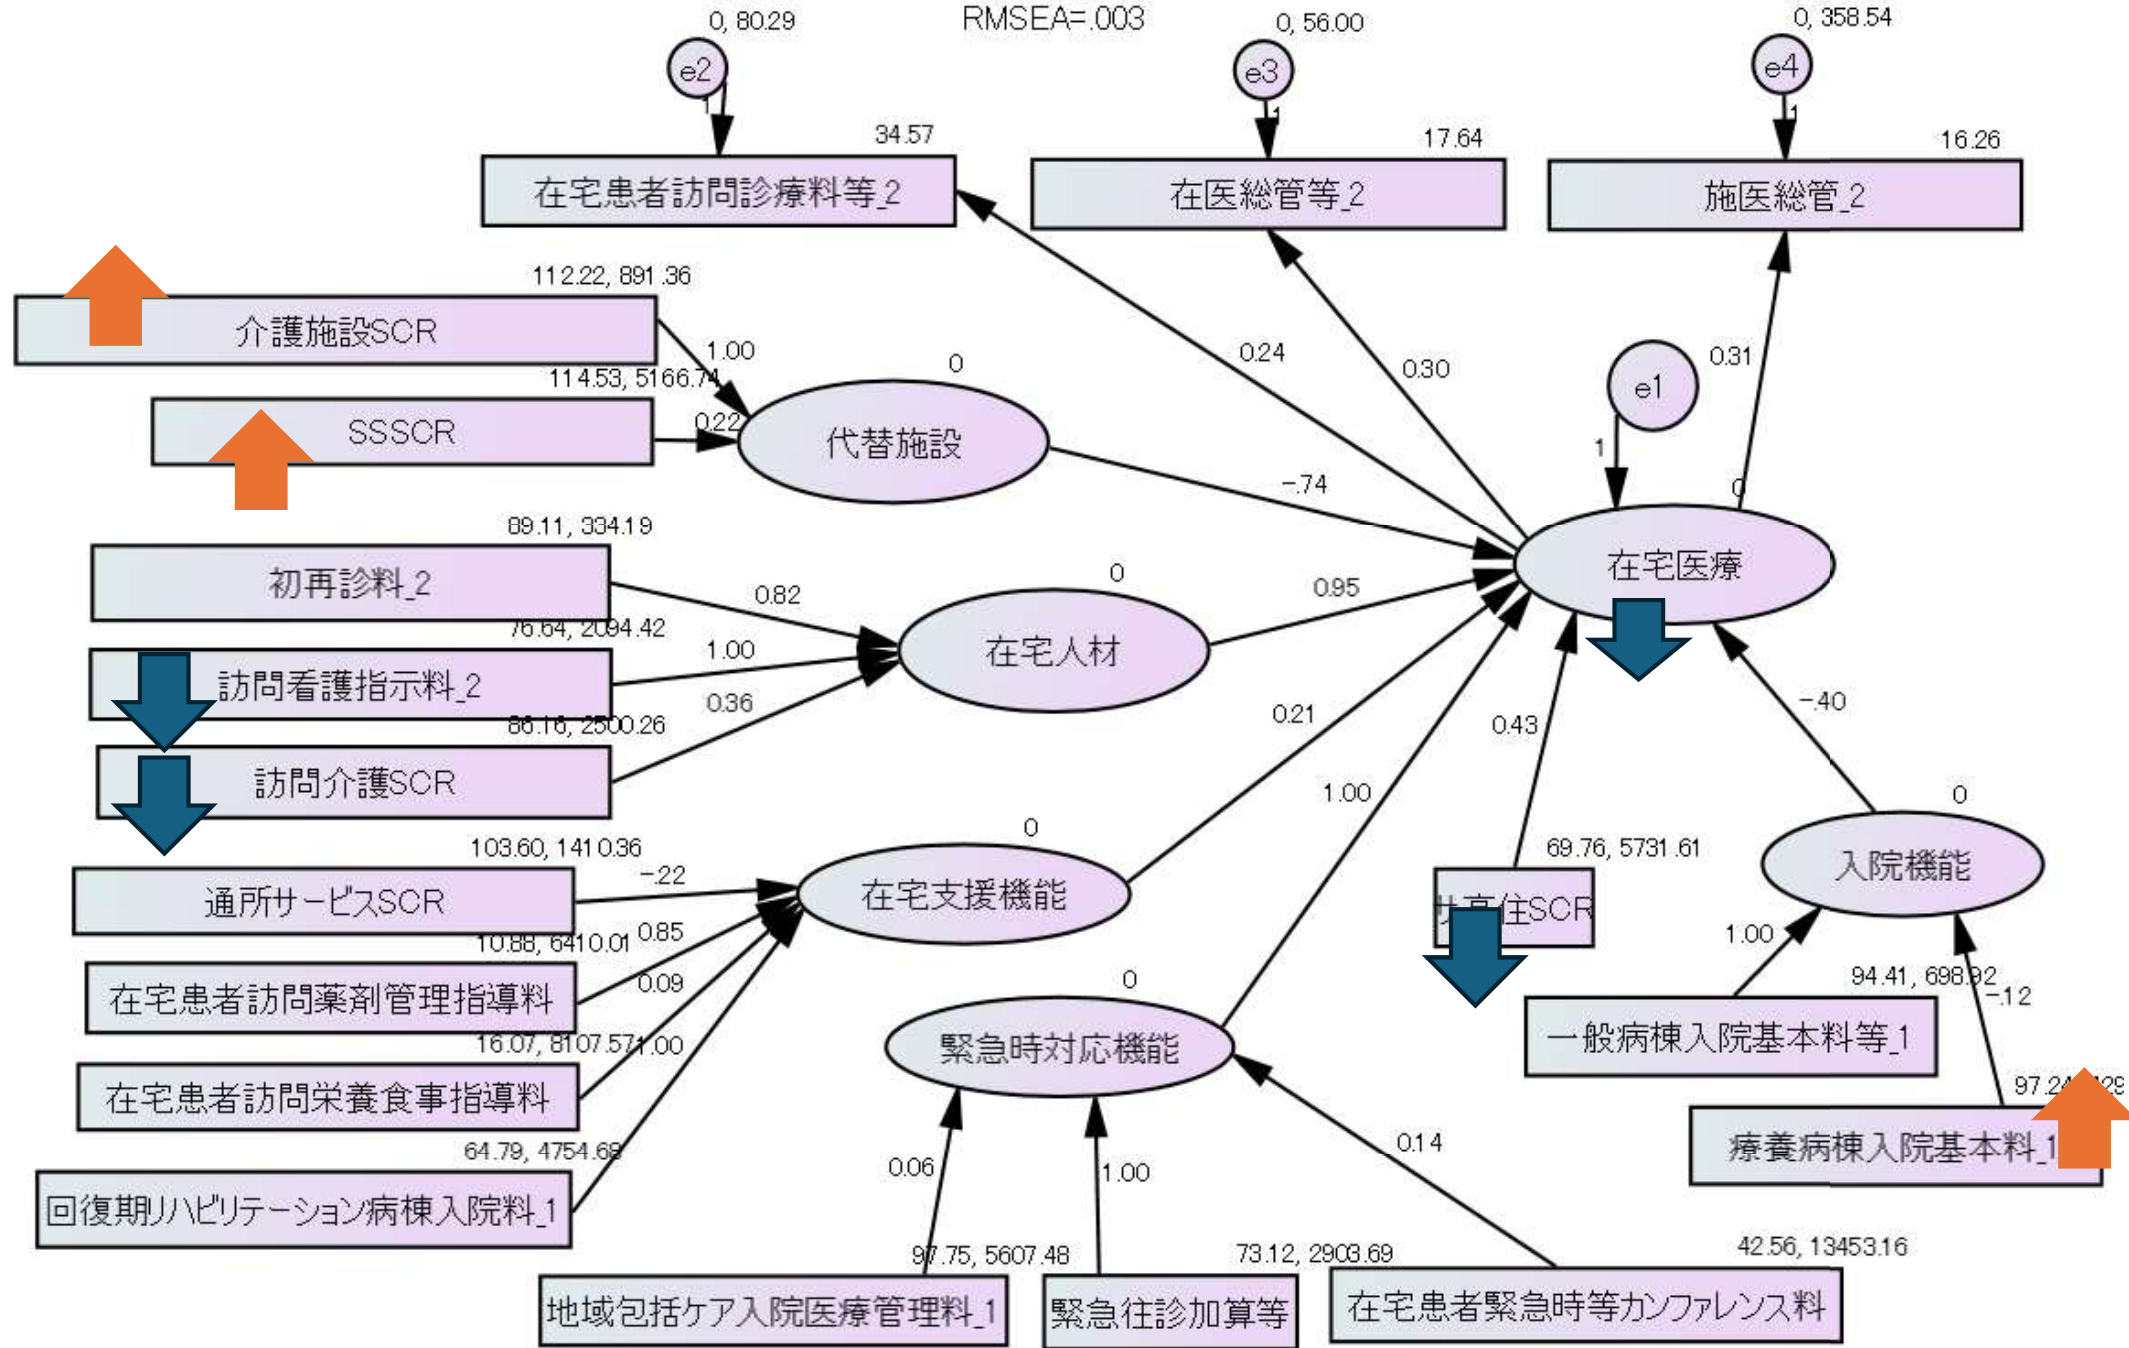 0, 80.29
RMSEA=.003
0, 56.00
0, 358.54
e2
e3
e4
1
1
1
34.57
17.64
16.26
在宅患者訪問診療料等_2
在医総管等_2
施医総管_2
112.22, 891.36
介護施設SCR
1.00
0
0.24
0.30
0.31
e1
114.53, 5166.74
SSSCR
0.22
代替施設
1
-.74
0
89.11, 334.19
初再診料_2
0.82
0
0.95
在宅医療
76.64, 2094.42
訪問看護指示料_2
1.00
在宅人材
86.16, 2500.26
0.36
訪問介護SCR
0.21
0.43
-.40
1.00
0
103.60, 1410.36
-.22
0
通所サービスSCR
在宅支援機能
69.76, 5731.61
入院機能
住SCR
10.88, 6410.01
0.85
在宅患者訪問薬剤管理指導料
0.09
0
1.00
94.41, 698.92
-.12
16.07, 8107.57
1.00
緊急時対応機能
一般病棟入院基本料等_1
在宅患者訪問栄養食事指導料
97.24,
64.79, 4754.68
0.06
1.00
0.14
療養病棟入院基本料_1
回復期リハビリテーション病棟入院料_1
97.75, 5607.48
73.12, 2903.69
42.56, 13453.16
地域包括ケア入院医療管理料_1
緊急往診加算等
在宅患者緊急時等カンファレンス料